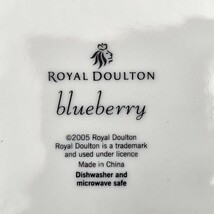 ROYAL DOULTON
blueberry
©2005 Royal Doulton
Royal Doulton is a trademark
and used under licence
Made in China
Dishwasher and
microwave safe